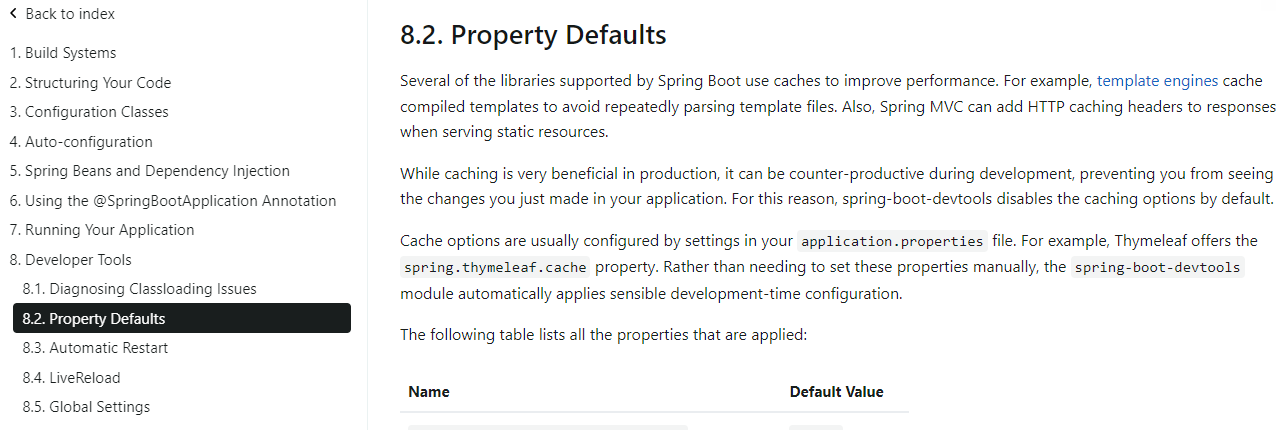 Back to index
1. Build Systems
2. Structuring Your Code
3. Configuration Classes
4. Auto-configuration
5. Spring Beans and Dependency Injection
6. Using the @SpringBootApplication Annotation
7. Running Your Application
8. Developer Tools
8.1. Diagnosing Classloading Issues
8.2. Property Defaults
8.3. Automatic Restart
8.4. LiveReload
8.5. Global Settings
8.2. Property Defaults
Several of the libraries supported by Spring Boot use caches to improve performance. For example, template engines cache
compiled templates to avoid repeatedly parsing template files. Also, Spring MVC can add HTTP caching headers to responses
when serving static resources.
While caching is very beneficial in production, it can be counter-productive during development, preventing you from seeing
the changes you just made in your application. For this reason, spring-boot-devtools disables the caching options by default.
Cache options are usually configured by settings in your application.properties file. For example, Thymeleaf offers the
spring.thymeleaf.cache property. Rather than needing to set these properties manually, the spring-boot-devtools
module automatically applies sensible development-time configuration.
The following table lists all the properties that are applied:
Name Default Value